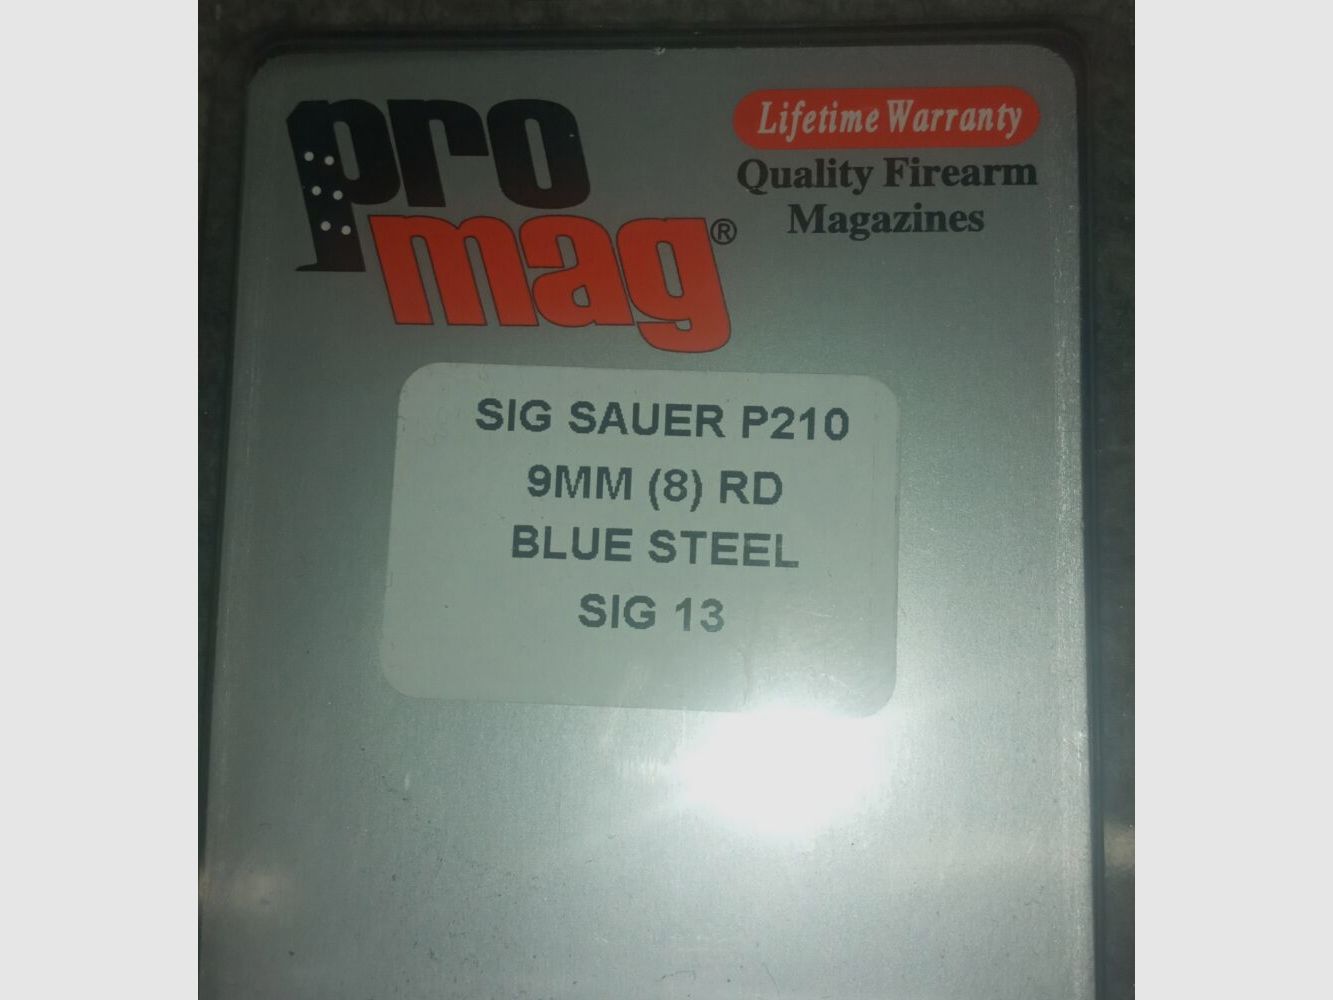 pro
mag®
Lifetime Warranty
Quality Firearm
Magazines
SIG SAUER P210
9MM (8) RD
BLUE STEEL
SIG 13